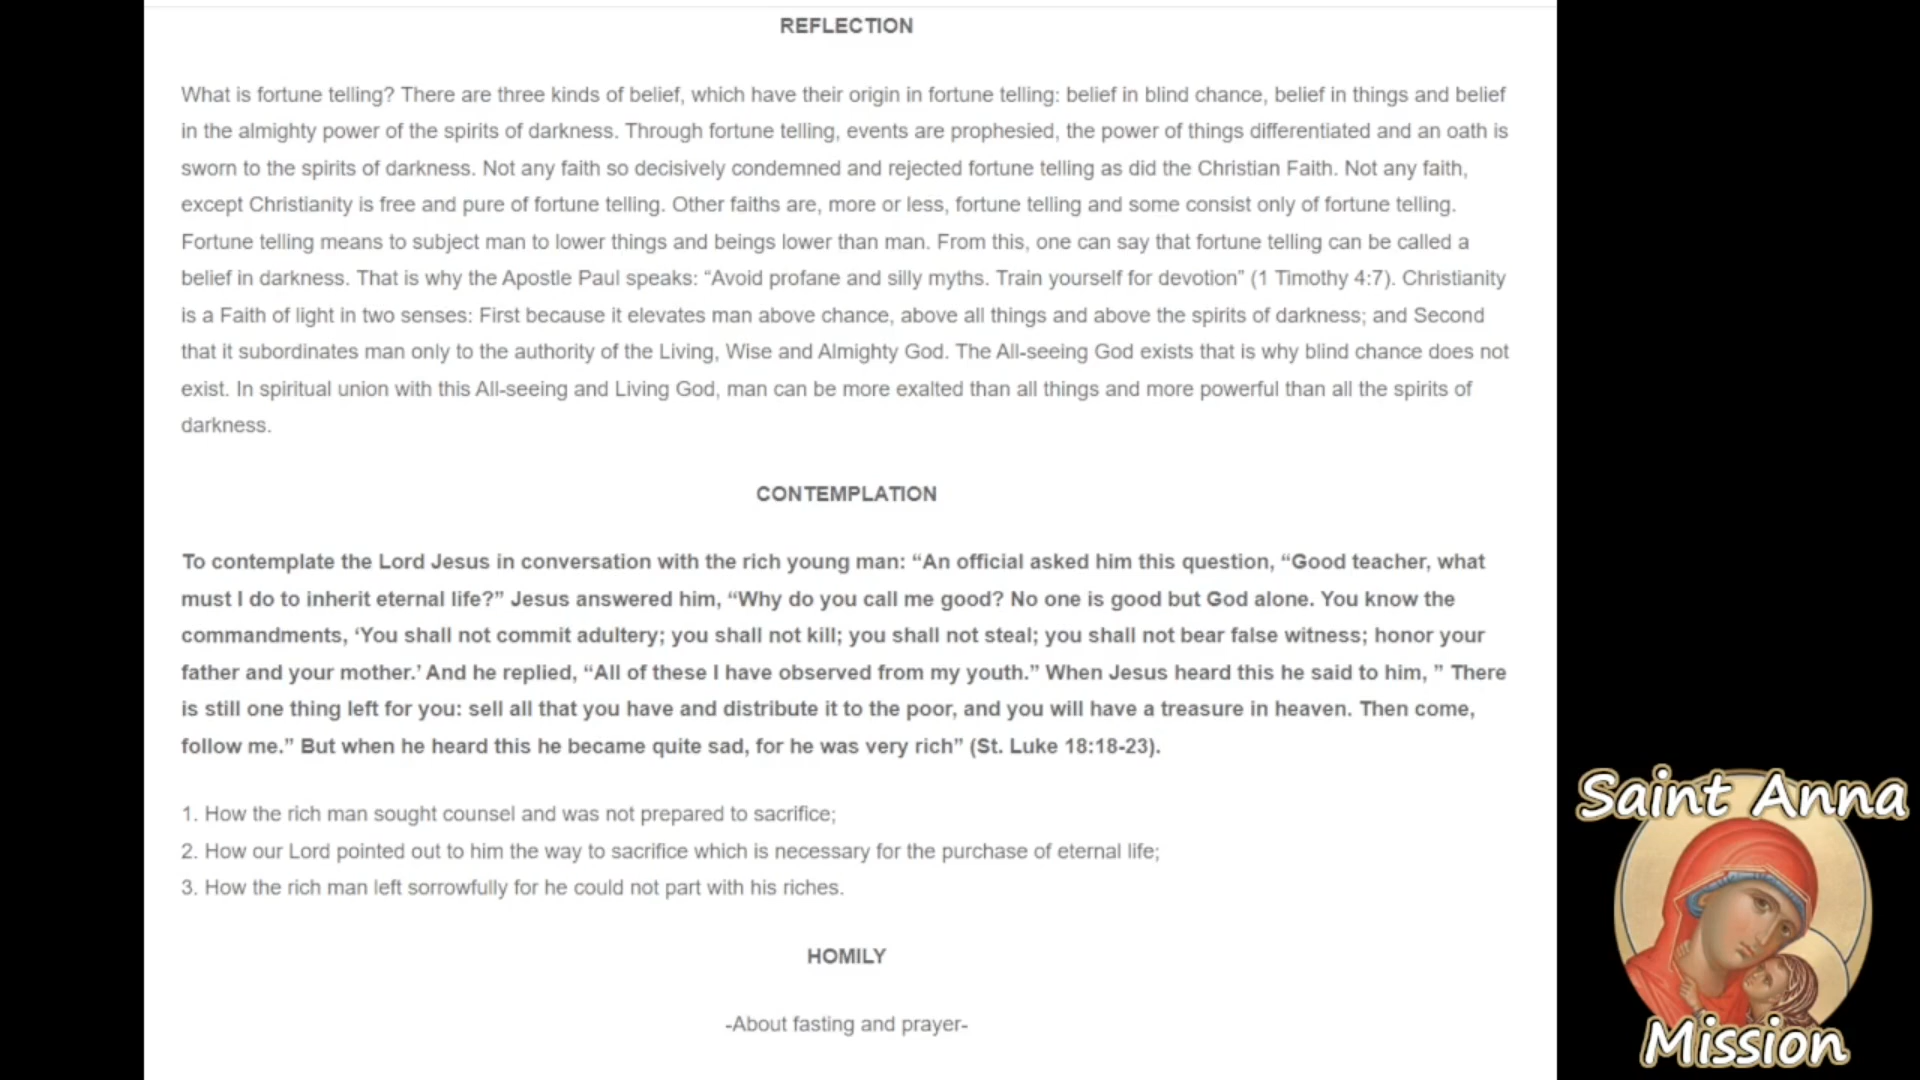 REFLECTION
What is fortune telling? There are three kinds of belief, which have their origin in fortune telling: belief in blind chance, belief in things and belief
in the almighty power of the spirits of darkness. Through fortune telling, events are prophesied, the power of things differentiated and an oath is
sworn to the spirits of darkness. Not any faith so decisively condemned and rejected fortune telling as did the Christian Faith. Not any faith,
except Christianity is free and pure of fortune telling. Other faiths are, more or less, fortune telling and some consist only of fortune telling.
Fortune telling means to subject man to lower things and beings lower than man. From this, one can say that fortune telling can be called a
belief in darkness. That is why the Apostle Paul speaks: “Avoid profane and silly myths. Train yourself for devotion” (1 Timothy 4:7). Christianity
is a Faith of light in two senses: First because it elevates man above chance, above all things and above the spirits of darkness; and Second
that it subordinates man only to the authority of the Living, Wise and Almighty God. The All-seeing God exists that is why blind chance does not
exist. In spiritual union with this All-seeing and Living God, man can be more exalted than all things and more powerful than all the spirits of
darkness.
CONTEMPLATION
To contemplate the Lord Jesus in conversation with the rich young man: “An official asked him this question, “Good teacher, what
must I do to inherit eternal life?” Jesus answered him, “Why do you call me good? No one is good but God alone. You know the
commandments, ‘You shall not commit adultery; you shall not kill; you shall not steal; you shall not bear false witness; honor your
father and your mother.’ And he replied, “All of these I have observed from my youth.” When Jesus heard this he said to him, ” There
is still one thing left for you: sell all that you have and distribute it to the poor, and you will have a treasure in heaven. Then come,
follow me.” But when he heard this he became quite sad, for he was very rich” (St. Luke 18:18-23).
1. How the rich man sought counsel and was not prepared to sacrifice;
2. How our Lord pointed out to him the way to sacrifice which is necessary for the purchase of eternal life;
3. How the rich man left sorrowfully for he could not part with his riches.
HOMILY
-About fasting and prayer-
Saint Anna
Mission